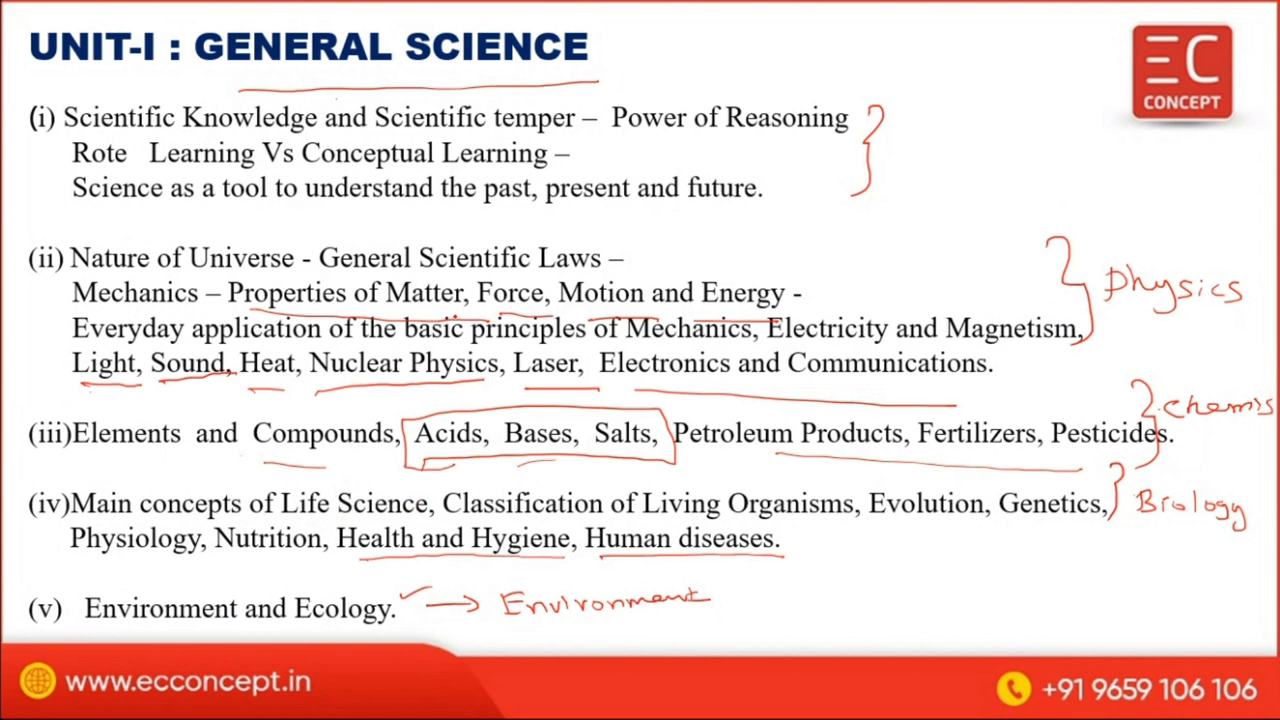 UNIT-I : GENERAL SCIENCE
EC
CONCEPT
(i) Scientific Knowledge and Scientific temper – Power of Reasoning
Rote Learning Vs Conceptual Learning –
Science as a tool to understand the past, present and future.
(ii) Nature of Universe - General Scientific Laws –
Mechanics – Properties of Matter, Force, Motion and Energy -
Everyday application of the basic principles of Mechanics, Electricity and Magnetism,
Light, Sound, Heat, Nuclear Physics, Laser, Electronics and Communications.
Physics
(iii)Elements and Compounds, Acids, Bases, Salts, Petroleum Products, Fertilizers, Pesticides.
Chemis
(iv)Main concepts of Life Science, Classification of Living Organisms, Evolution, Genetics,
Physiology, Nutrition, Health and Hygiene, Human diseases.
Biology
(v) Environment and Ecology. → Environment
www.ecconcept.in
+91 9659 106 106